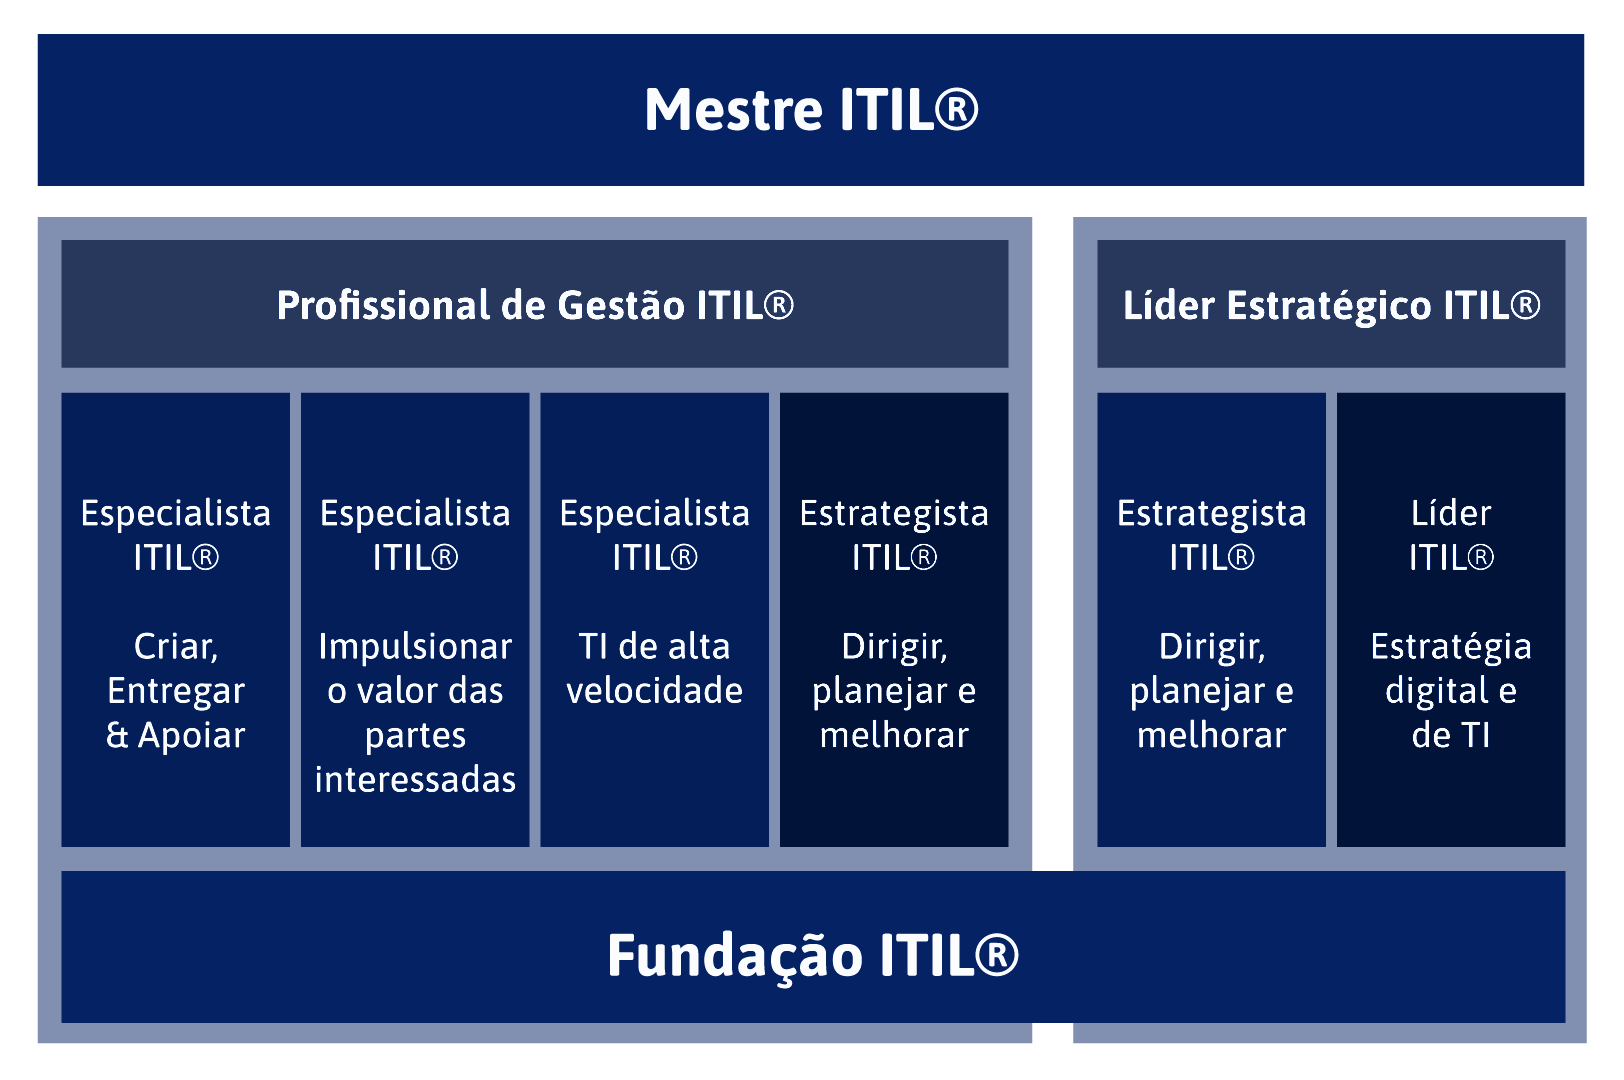 Mestre ITIL®
Profissional de Gestão ITIL®
Líder Estratégico ITIL®
Especialista
ITIL®
Criar,
Entregar
& Apoiar
Especialista
ITIL®
Impulsionar
o valor das
partes
interessadas
Especialista
ITIL®
TI de alta
velocidade
Estrategista
ITIL®
Dirigir,
planejar e
melhorar
Estrategista
ITIL®
Dirigir,
planejar e
melhorar
Líder
ITIL®
Estratégia
digital e
de TI
Fundação ITIL®